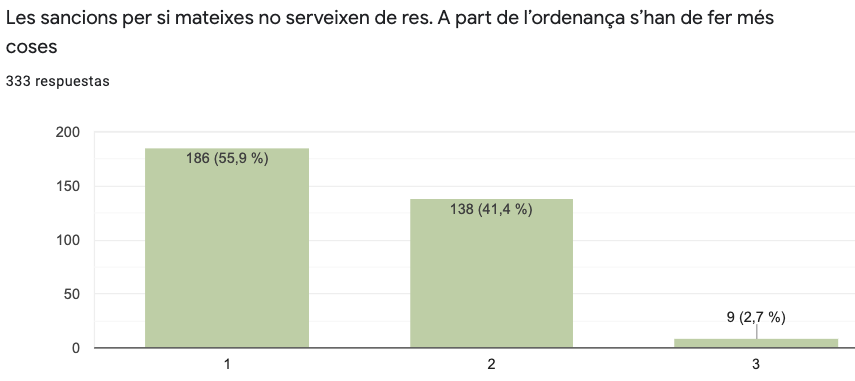 Les sancions per si mateixes no serveixen de res. A part de l’ordenança s’han de fer més
coses
333 respuestas
200
186 (55,9 %)
150
138 (41,4 %)
100
50
9 (2,7 %)
0
1 2 3